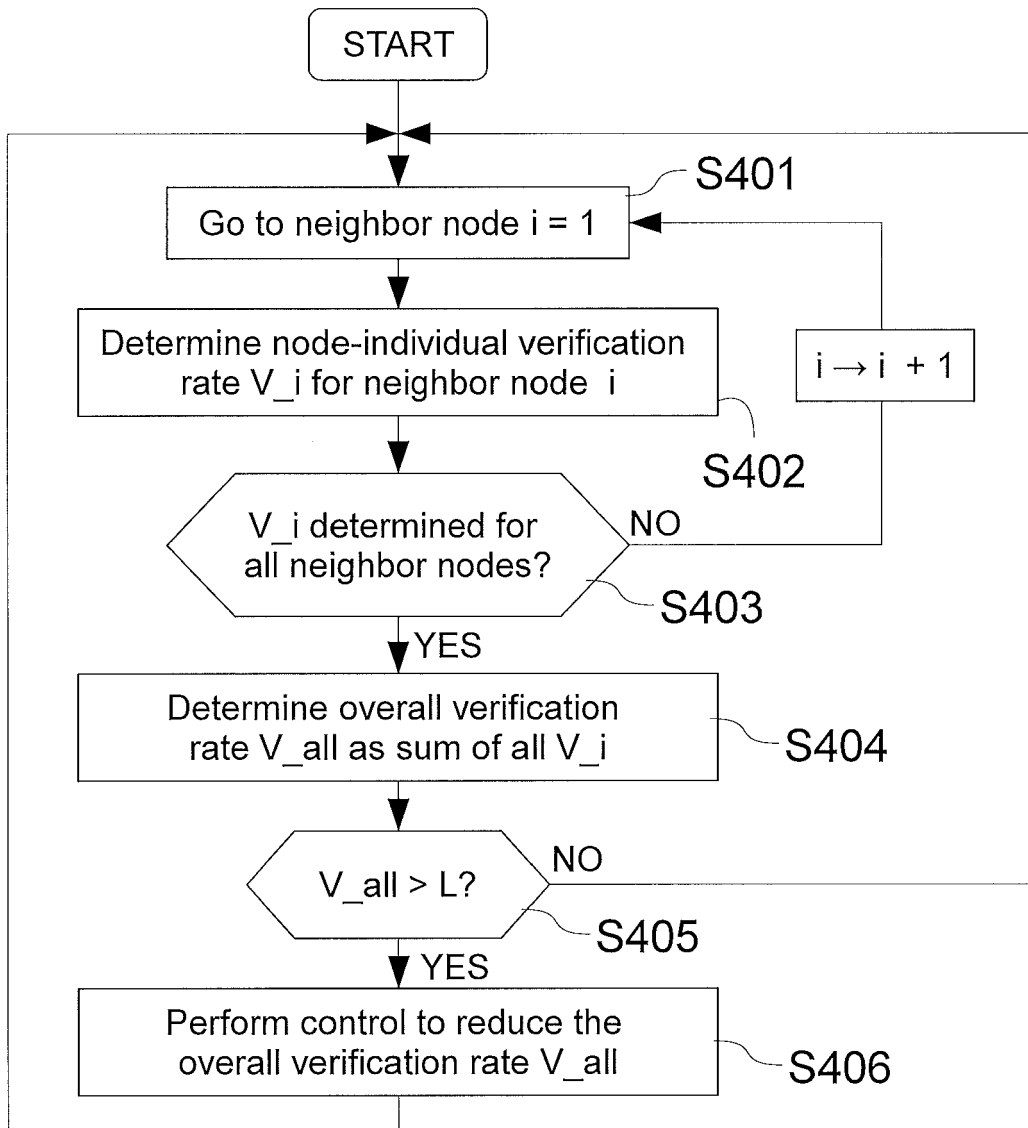 START
S401
Go to neighbor node i = 1
Determine node-individual verification
rate V_i for neighbor node i
i → i + 1
S402
V_i determined for
all neighbor nodes?
NO
S403
YES
Determine overall verification
rate V_all as sum of all V_i
S404
V_all > L?
NO
S405
YES
Perform control to reduce the
overall verification rate V_all
S406